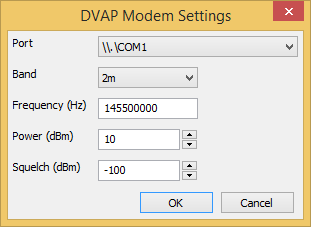 DVAP Modem Settings
Port \\.\COM1
Band 2m
Frequency (Hz) 145500000
Power (dBm) 10
Squelch (dBm) -100
OK Cancel